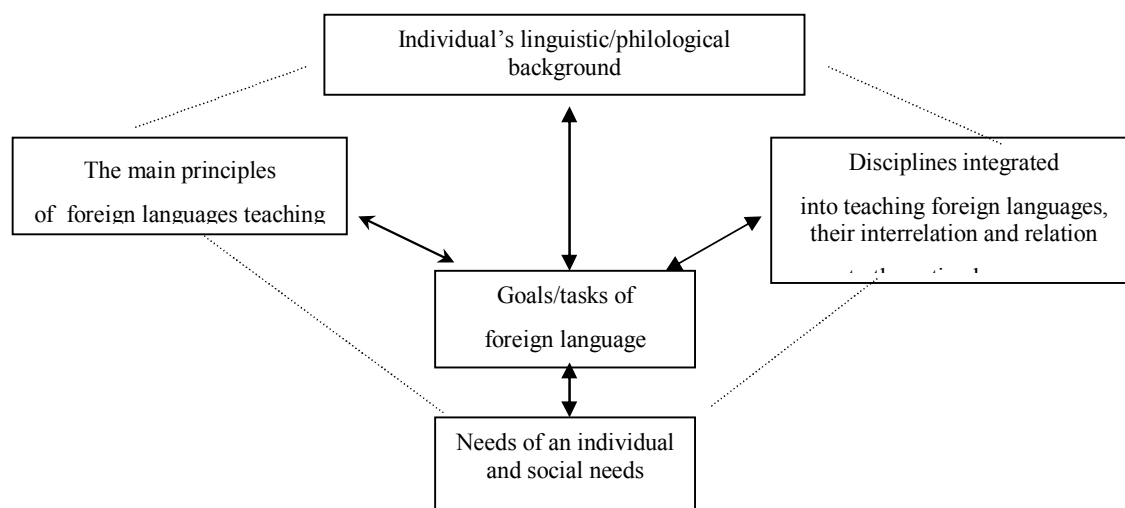 Individual’s linguistic/philological
background
The main principles
of foreign languages teaching
Disciplines integrated
into teaching foreign languages,
their interrelation and relation
Goals/tasks of
foreign language
Needs of an individual
and social needs